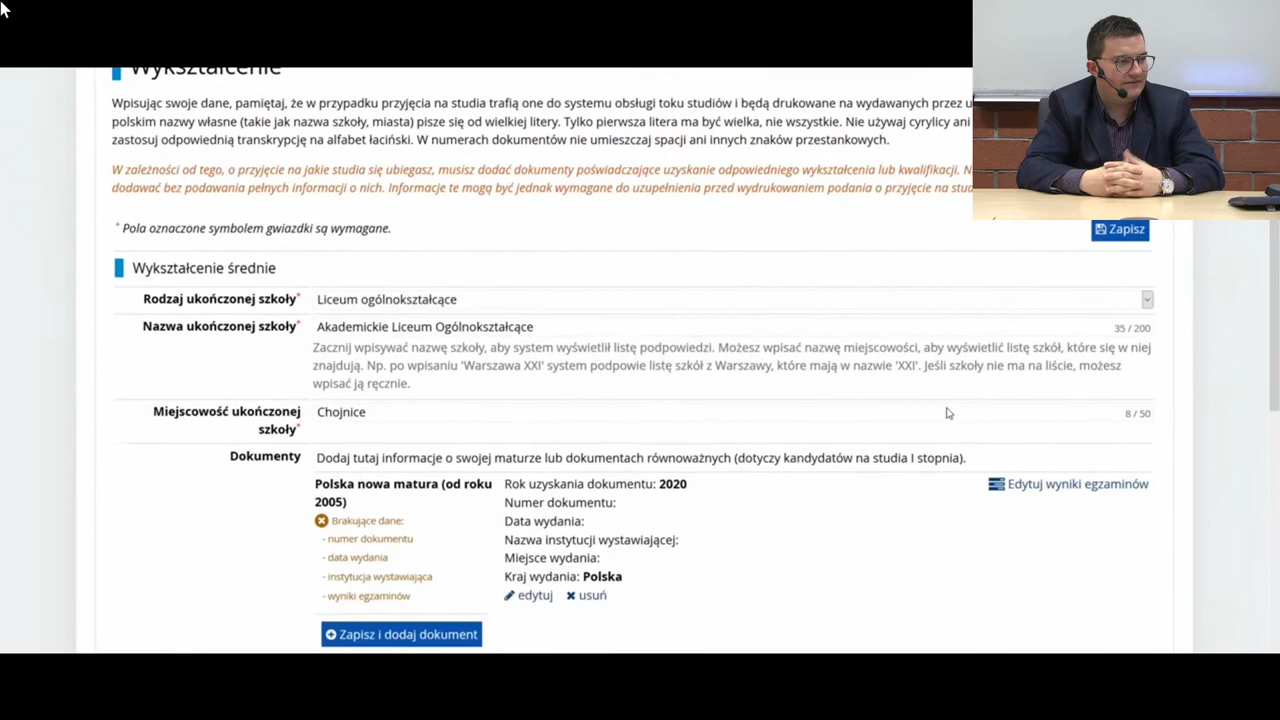 Wykształcenie
Wpisując swoje dane, pamiętaj, że w przypadku przyjęcia na studia trafią one do systemu obsługi toku studiów i będą drukowane na wydawanych przez
polskim nazwy własne (takie jak nazwa szkoły, miasta) pisze się od wielkiej litery. Tylko pierwsza litera ma być wielka, nie wszystkie. Nie używaj cyrylicy ani
zastosuj odpowiednią transkrypcję na alfabet łaciński. W numerach dokumentów nie umieszczaj spacji ani innych znaków przestankowych.
W zależności od tego, o przyjęcie na jakie studia się ubiegasz, musisz dodać dokumenty poświadczające uzyskanie odpowiedniego wykształcenia lub kwalifikacji.
dodawać bez podawania pełnych informacji o nich. Informacje te mogą być jednak wymagane do uzupełnienia przed wydrukowaniem podania o przyjęcie na
* Pola oznaczone symbolem gwiazdki są wymagane.
Zapisz
Wykształcenie średnie
Rodzaj ukończonej szkoły* Liceum ogólnokształcące
Nazwa ukończonej szkoły* Akademickie Liceum Ogólnokształcące 35 / 200
Zacznij wpisywać nazwę szkoły, aby system wyświetlił listę podpowiedzi. Możesz wpisać nazwę miejscowości, aby wyświetlić listę szkół, które się w niej
znajdują. Np. po wpisaniu 'Warszawa XXI' system podpowie listę szkół z Warszawy, które mają w nazwie 'XXI'. Jeśli szkoły nie ma na liście, możesz
wpisać ją ręcznie.
Miejscowość ukończonej
szkoły*
Chojnice 8 / 50
Dokumenty Dodaj tutaj informacje o swojej maturze lub dokumentach równoważnych (dotyczy kandydatów na studia I stopnia).
Polska nowa matura (od roku
2005)
Brakujące dane:
- numer dokumentu
- data wydania
- instytucja wystawiająca
- wyniki egzaminów
Rok uzyskania dokumentu: 2020
Numer dokumentu:
Data wydania:
Nazwa instytucji wystawiającej:
Miejsce wydania:
Kraj wydania: Polska
edytuj usuń
Edytuj wyniki egzaminów
Zapisz i dodaj dokument